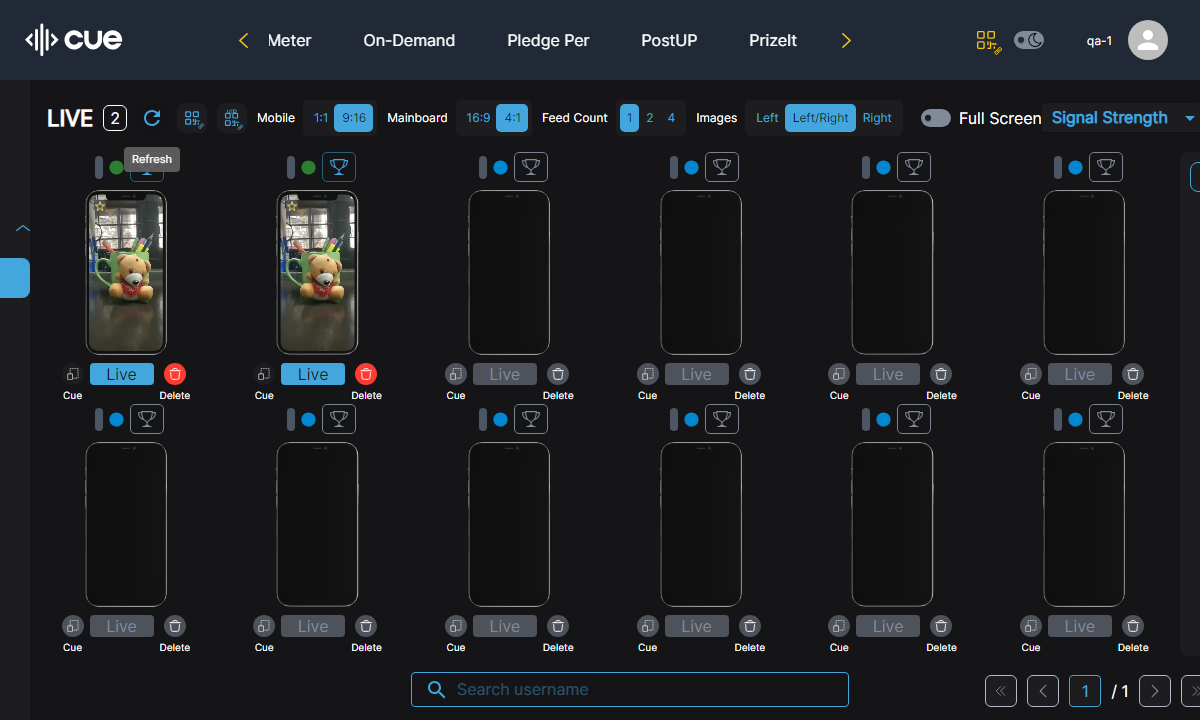 cue
Meter On-Demand Pledge Per PostUP PrizeIt
qa-1
LIVE 2 Mobile 1:1 9:16 Mainboard 16:9 4:1 Feed Count 1 2 4 Images Left Left/Right Right Full Screen Signal Strength
Refresh
Live Live Live Live Live Live
Cue Delete Cue Delete Cue Delete Cue Delete Cue Delete Cue Delete
Live Live Live Live Live Live
Cue Delete Cue Delete Cue Delete Cue Delete Cue Delete Cue Delete
Search username
1 / 1